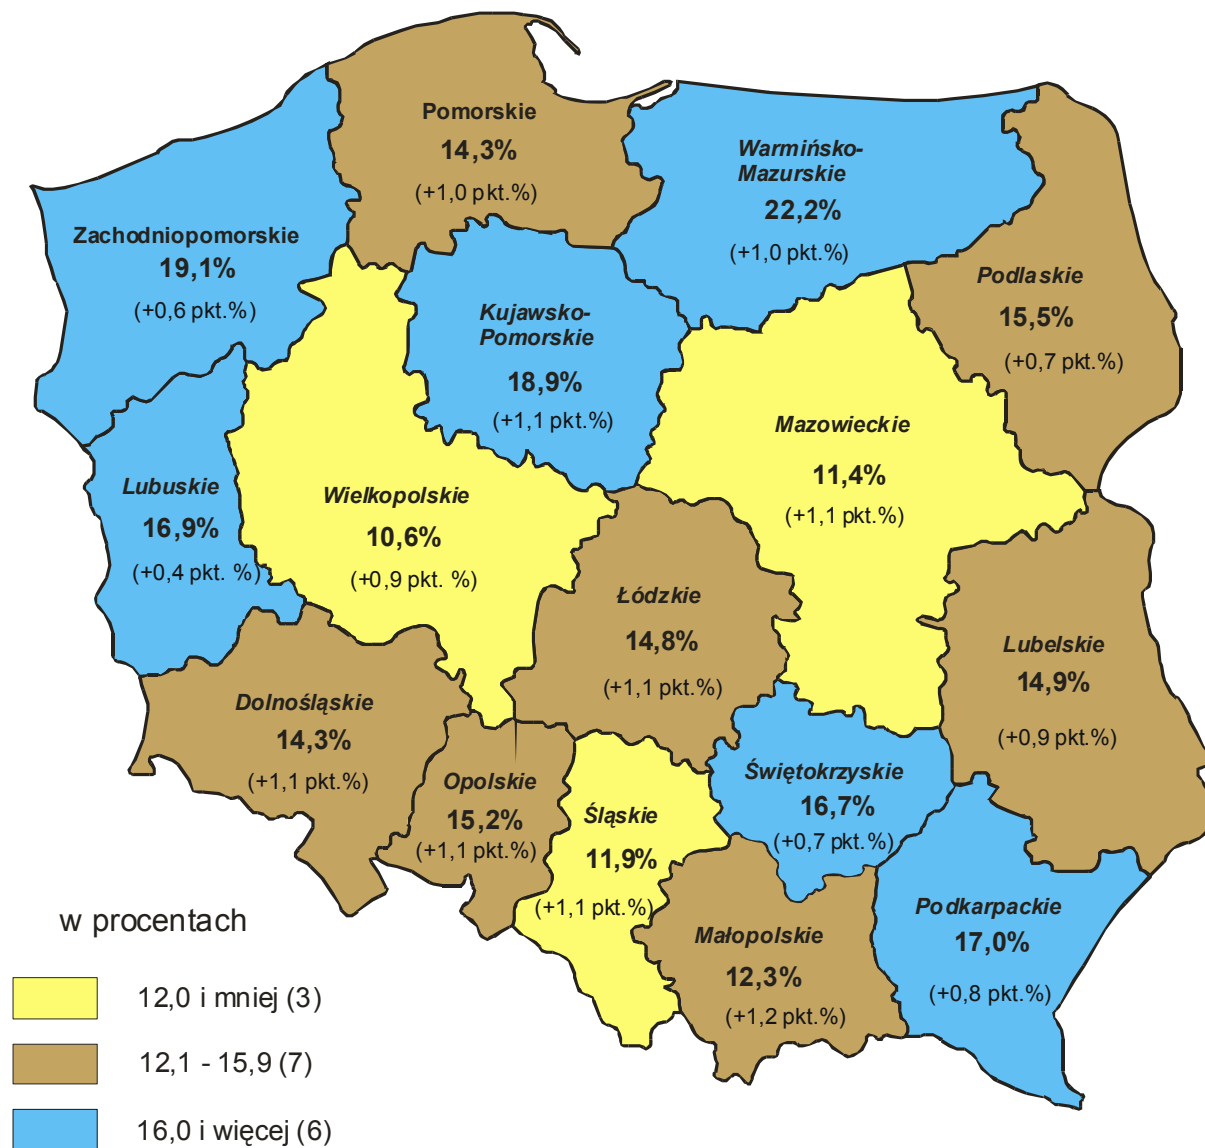 Pomorskie
14,3%
(+1,0 pkt.%)
Warmińsko-
Mazurskie
22,2%
(+1,0 pkt.%)
Zachodniopomorskie
19,1%
(+0,6 pkt.%)
Podlaskie
15,5%
(+0,7 pkt.%)
Kujawsko-
Pomorskie
18,9%
(+1,1 pkt.%)
Mazowieckie
11,4%
(+1,1 pkt.%)
Lubuskie
16,9%
(+0,4 pkt. %)
Wielkopolskie
10,6%
(+0,9 pkt. %)
Łódzkie
14,8%
(+1,1 pkt.%)
Lubelskie
14,9%
(+0,9 pkt.%)
Dolnośląskie
14,3%
(+1,1 pkt.%)
Opolskie
15,2%
(+1,1 pkt.%)
Śląskie
11,9%
(+1,1 pkt.%)
Świętokrzyskie
16,7%
(+0,7 pkt.%)
Małopolskie
12,3%
(+1,2 pkt.%)
Podkarpackie
17,0%
(+0,8 pkt.%)
w procentach
12,0 i mniej (3)
12,1 - 15,9 (7)
16,0 i więcej (6)